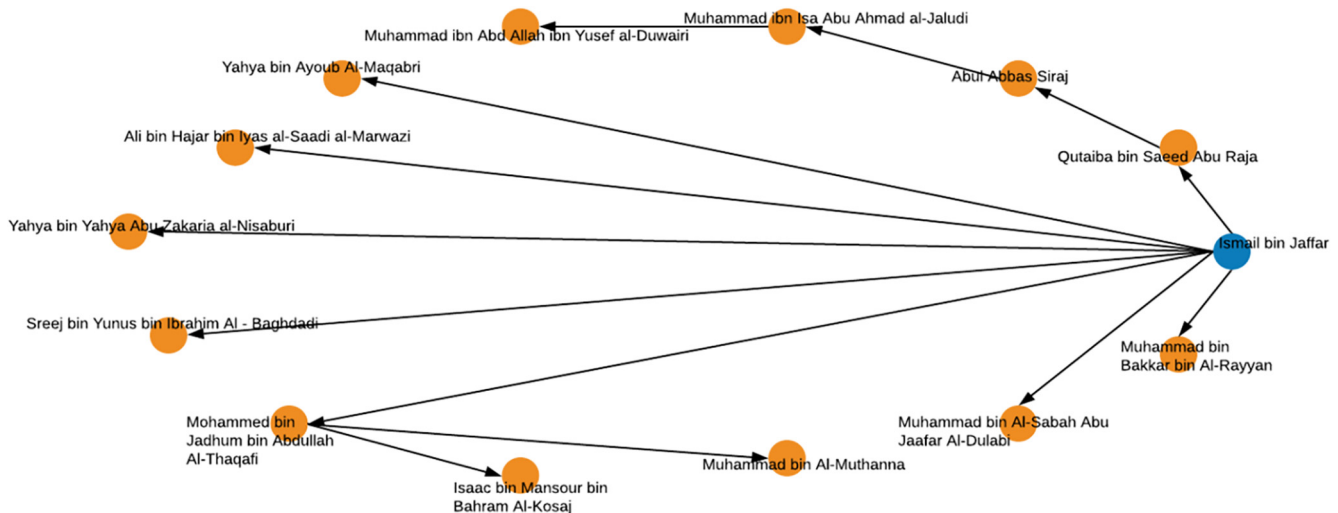 Muhammad ibn Isa Abu Ahmad al-Jaludi
Muhammad ibn Abd Allah ibn Yusef al-Duwairi
Yahya bin Ayoub Al-Maqabri
Abul Abbas Siraj
Ali bin Hajar bin Iyas al-Saadi al-Marwazi
Qutaiba bin Saeed Abu Raja
Yahya bin Yahya Abu Zakaria al-Nisaburi
Ismail bin Jaffar
Sreej bin Yunus bin Ibrahim Al - Baghdadi
Muhammad bin
Bakkar bin Al-Rayyan
Mohammed bin
Jadhum bin Abdullah
Al-Thaqafi
Muhammad bin Al-Sabah Abu
Jaafar Al-Dulabi
Muhammad bin Al-Muthanna
Isaac bin Mansour bin
Bahram Al-Kosaj